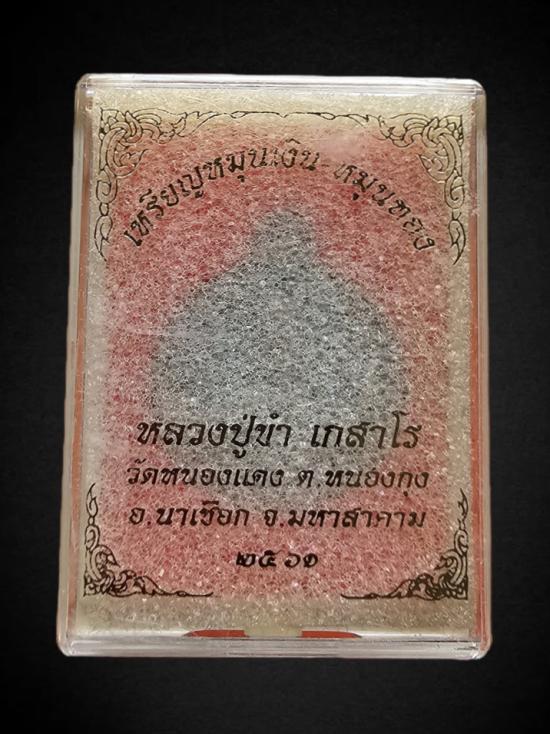 เหรียญหมุนเงิน-หมุนทอง
หลวงปู่ขำ เกสาโร
วัดหนองแดง ต.หนองกุง
อ.นาเชือก จ.มหาสาคาม
๒๕๖๑